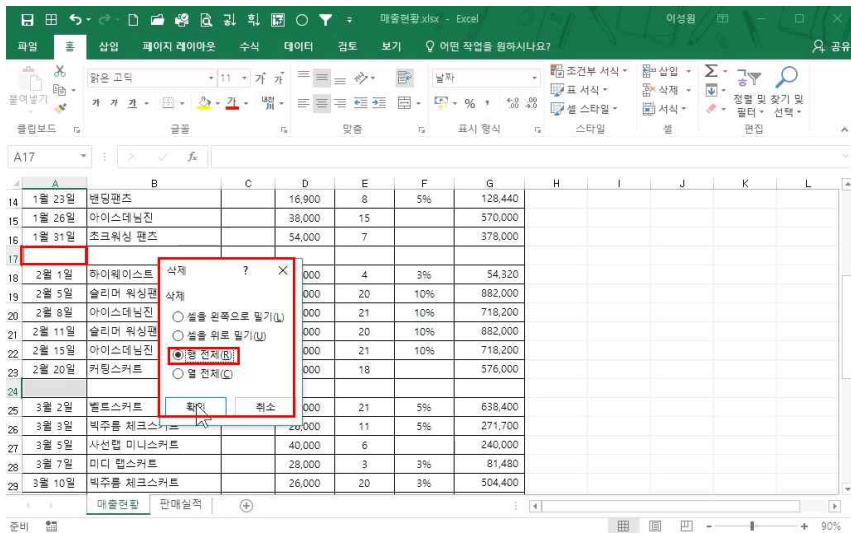 매출현황.xlsx - Excel 이성원
파일 홈 삽입 페이지 레이아웃 수식 데이터 검토 보기 어떤 작업을 원하시나요? 공유
붙여넣기 맑은 고딕 11 가 가 날짜 조건부 서식 표 서식 셀 스타일 삽입 삭제 서식 정렬 및 필터 찾기 및 선택
가 가 가 가 %
클립보드 글꼴 맞춤 표시 형식 스타일 셀 편집
A17 fx
A B C D E F G H I J K L
14 1월 23일 밴딩팬츠 16,900 8 5% 128,440
15 1월 26일 아이스데님진 38,000 15 570,000
16 1월 31일 초크워싱 팬츠 54,000 7 378,000
17
18 2월 1일 하이웨이스트 000 4 3% 54,320
19 2월 5일 슬리머 워싱팬 000 20 10% 882,000
20 2월 8일 아이스데님진 000 21 10% 718,200
21 2월 11일 슬리머 워싱팬 000 20 10% 882,000
22 2월 15일 아이스데님진 000 21 10% 718,200
23 2월 20일 커팅스커트 000 18 576,000
24
25 3월 2일 벨트스커트 000 21 5% 638,400
26 3월 3일 빅주름 체크스커트 26,000 11 5% 271,700
27 3월 5일 사선랩 미니스커트 40,000 6 240,000
28 3월 7일 미디 랩스커트 28,000 3 3% 81,480
29 3월 10일 빅주름 체크스커트 26,000 20 3% 504,400
삭제 ?
삭제
셀을 왼쪽으로 밀기(L)
셀을 위로 밀기(U)
행 전체(R)
열 전체(C)
확인 취소
매출현황 판매실적
준비 90%